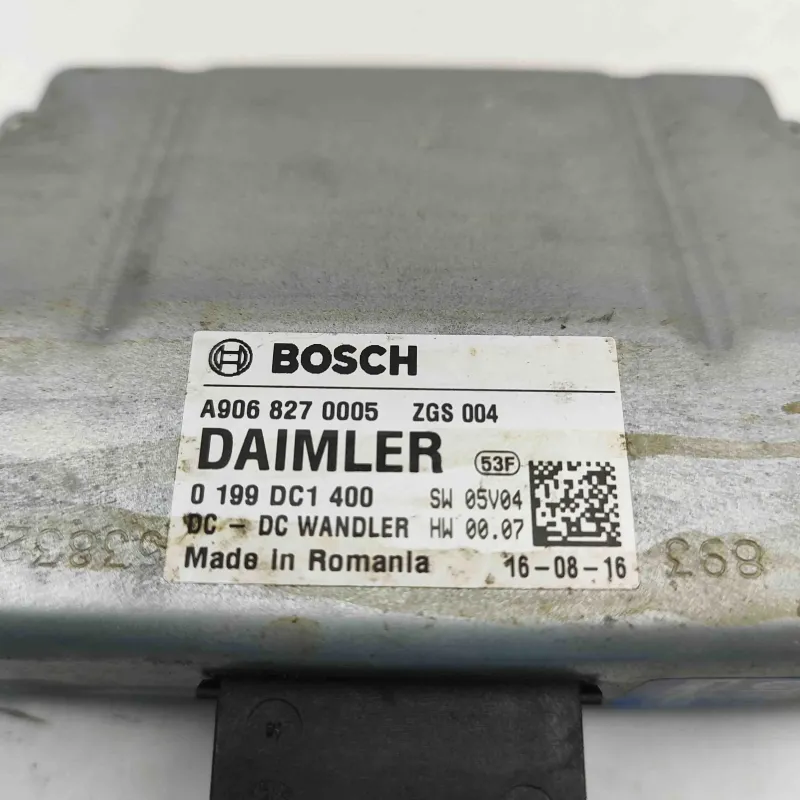 BOSCH
A906 827 0005 ZGS 004
DAIMLER 53F
0 199 DC1 400 SW 05V04
DC - DC WANDLER HW 00.07
Made In Romania 16-08-16
893